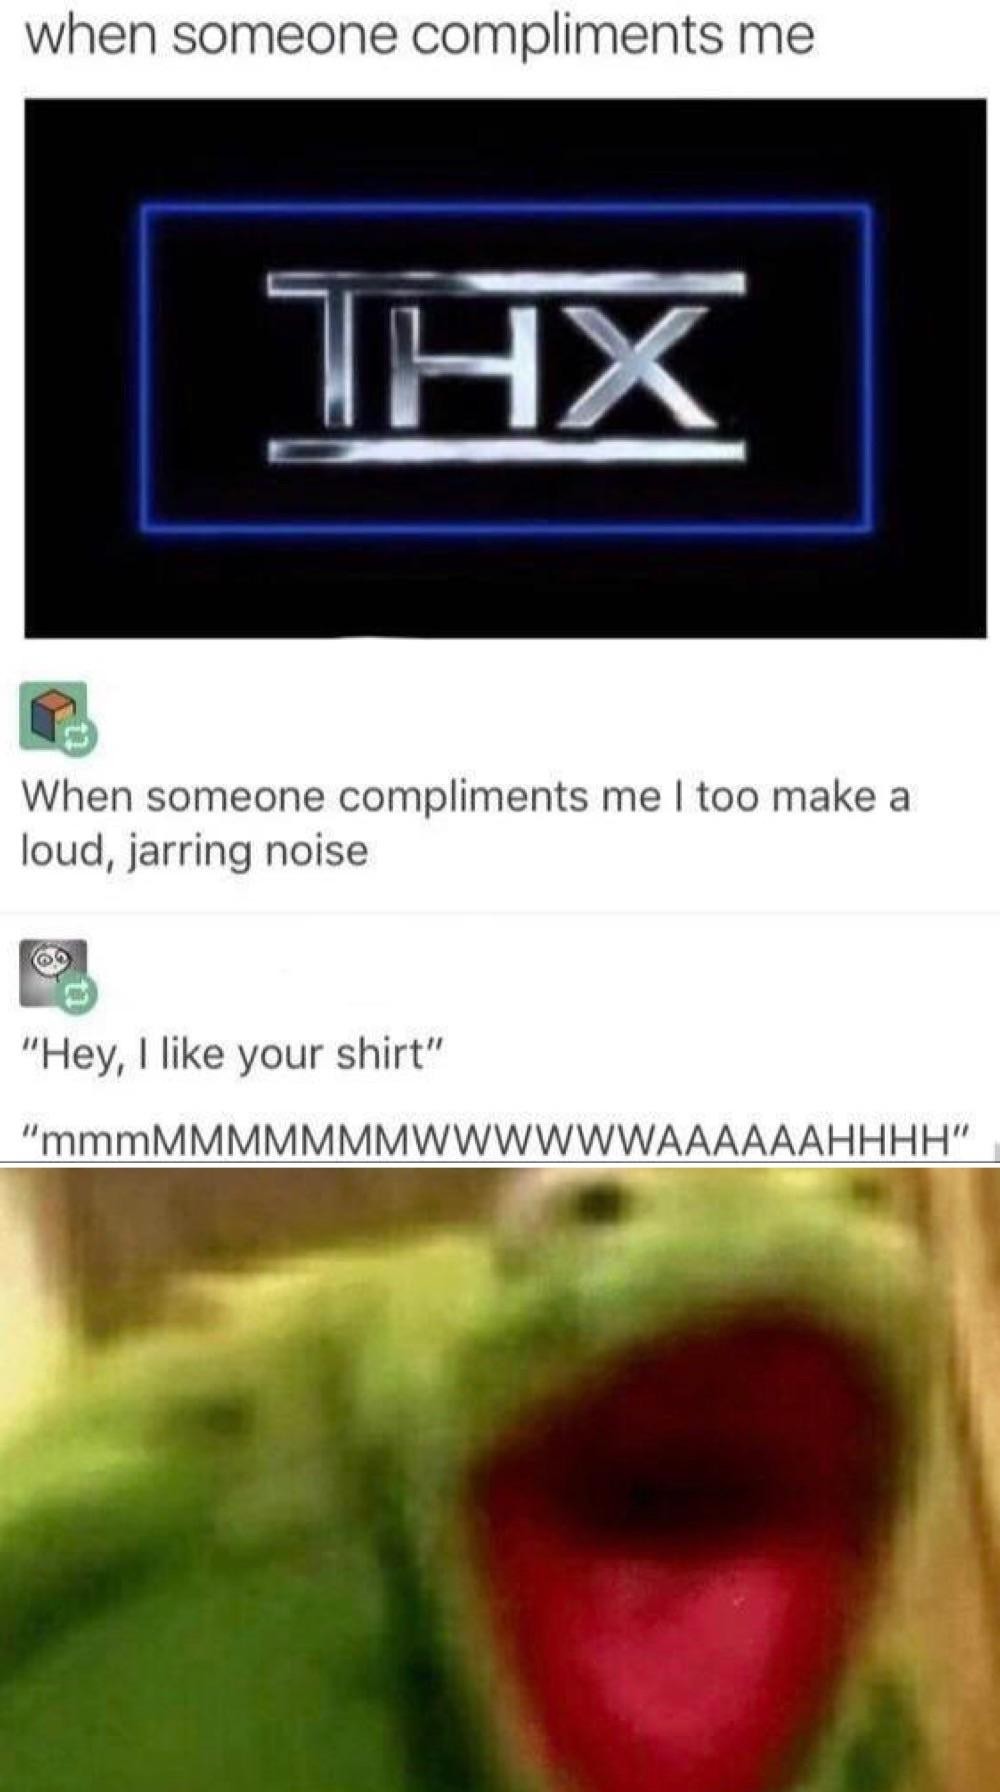 when someone compliments me
THX
When someone compliments me I too make a
loud, jarring noise
"Hey, I like your shirt"
"mmmMMMMMMMWWWWWWAAAAAAHHHH"